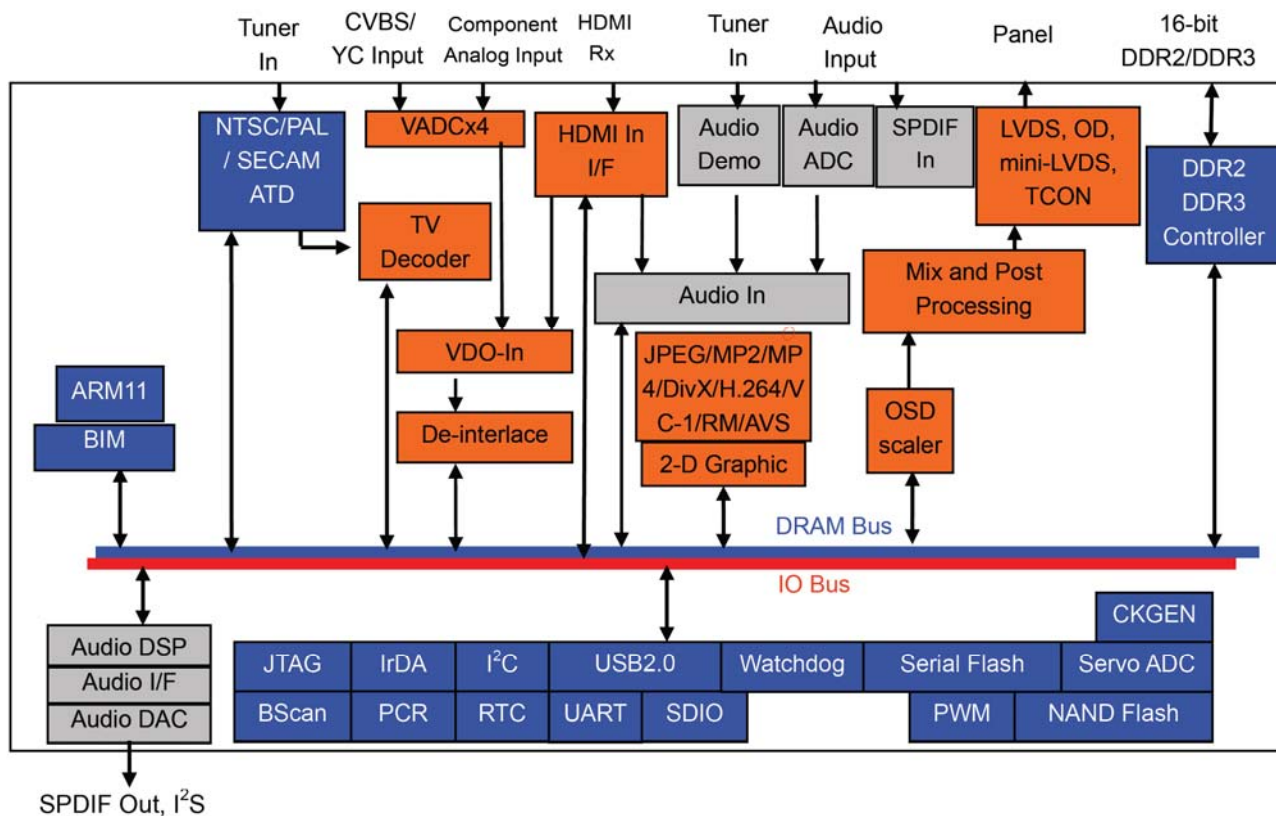 Tuner
In
CVBS/
YC Input
Component
Analog Input
HDMI
Rx
Tuner
In
Audio
Input
Panel
16-bit
DDR2/DDR3
NTSC/PAL
/ SECAM
ATD
VADCx4
HDMI In
I/F
Audio
Demo
Audio
ADC
SPDIF
In
LVDS, OD,
mini-LVDS,
TCON
DDR2
DDR3
Controller
TV
Decoder
Audio In
Mix and Post
Processing
VDO-In
JPEG/MP2/MP
4/DivX/H.264/V
C-1/RM/AVS
ARM11
BIM
De-interlace
2-D Graphic
OSD
scaler
DRAM Bus
IO Bus
CKGEN
Audio DSP
Audio I/F
Audio DAC
JTAG
IrDA
I²C
USB2.0
Watchdog
Serial Flash
Servo ADC
BScan
PCR
RTC
UART
SDIO
PWM
NAND Flash
SPDIF Out, I²S